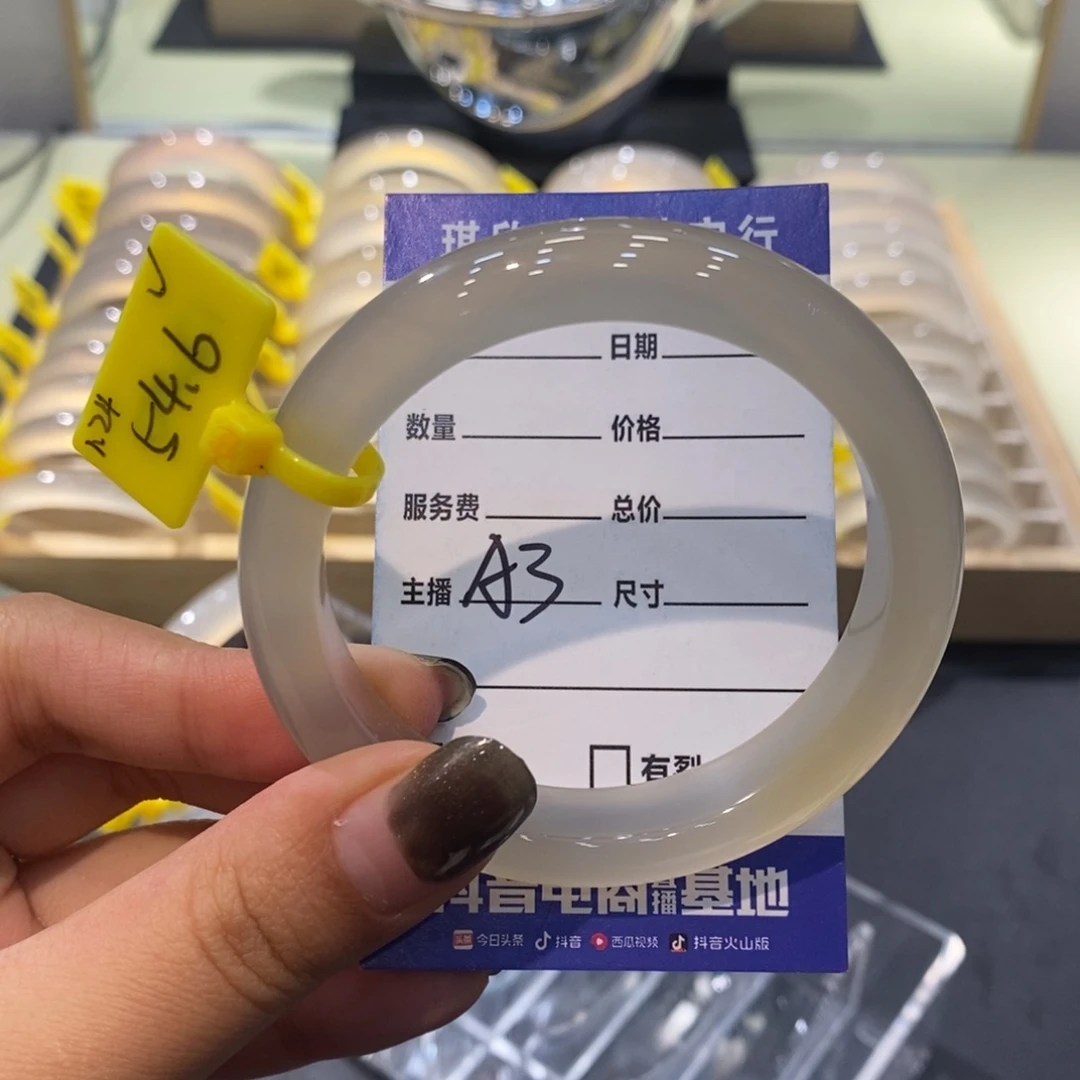 54.6
日期
数量 价格
服务费 总价
主播 A3 尺寸
有裂
抖音电商直播基地
今日头条 抖音 西瓜视频 抖音火山版